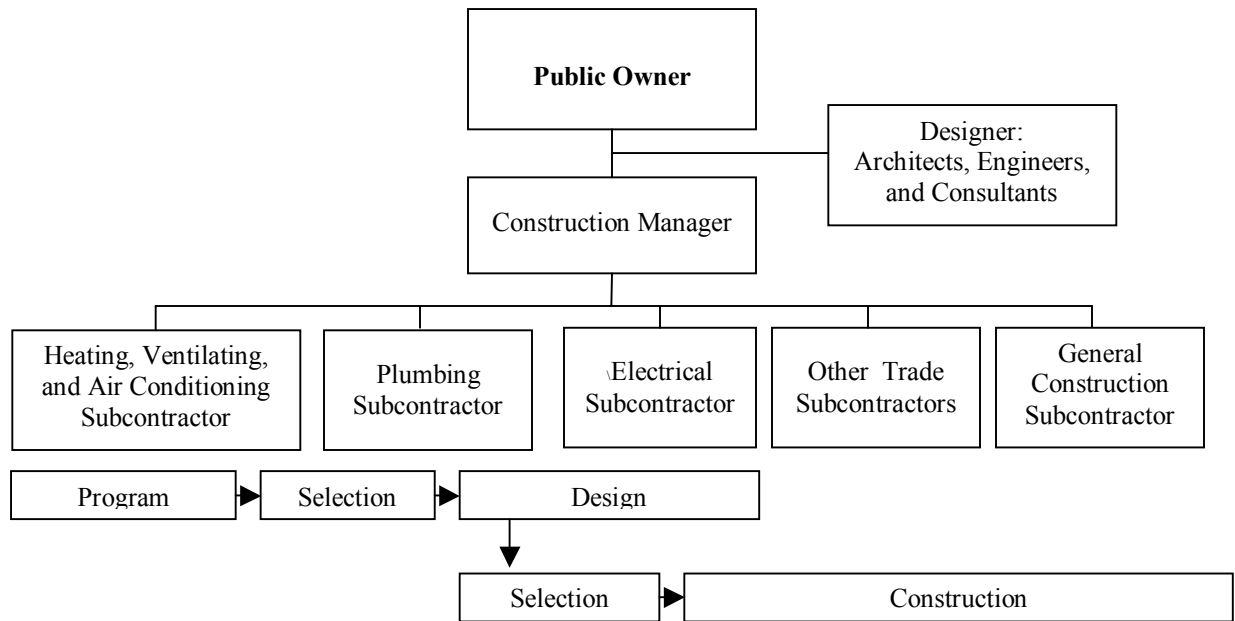 Public Owner
Designer:
Architects, Engineers,
and Consultants
Construction Manager
Heating, Ventilating,
and Air Conditioning
Subcontractor
Plumbing
Subcontractor
\Electrical
Subcontractor
Other Trade
Subcontractors
General
Construction
Subcontractor
Program
Selection
Design
Selection
Construction